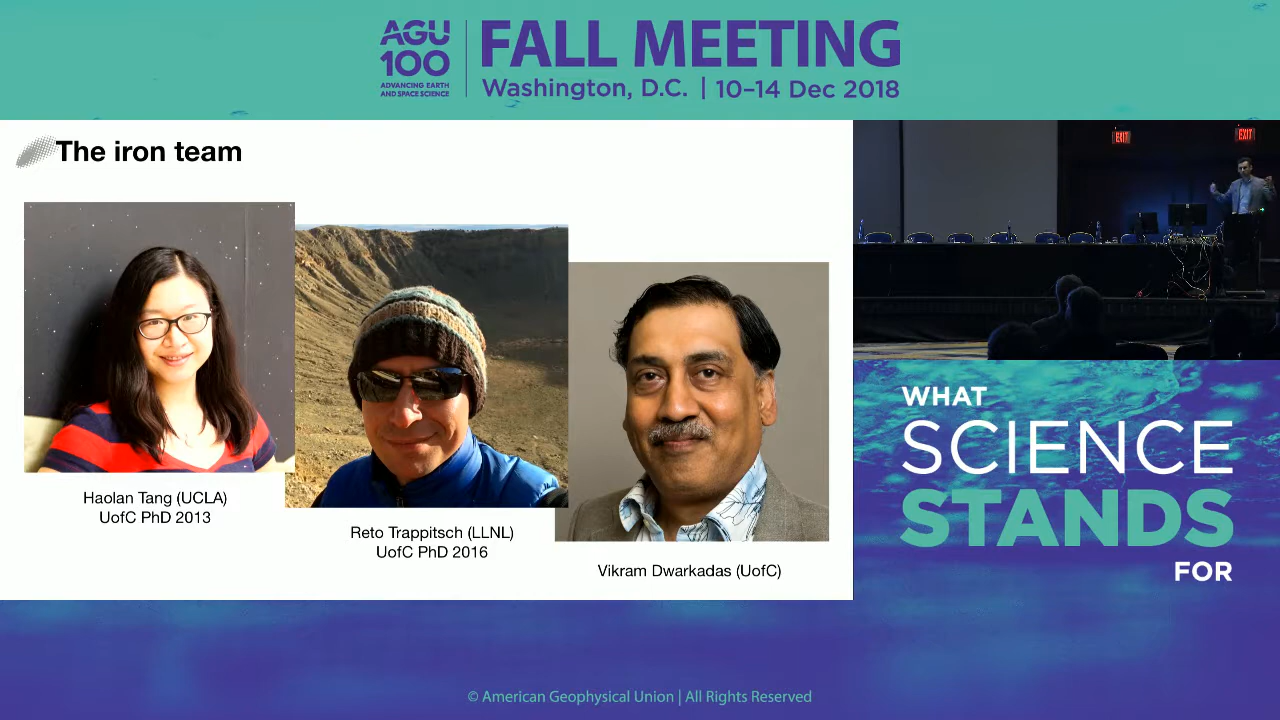 AGU
100
ADVANCING EARTH
AND SPACE SCIENCE
FALL MEETING
Washington, D.C. | 10–14 Dec 2018
The iron team
Haolan Tang (UCLA)
UofC PhD 2013
Reto Trappitsch (LLNL)
UofC PhD 2016
Vikram Dwarkadas (UofC)
EXIT
EXIT
WHAT
SCIENCE
STANDS
FOR
© American Geophysical Union | All Rights Reserved